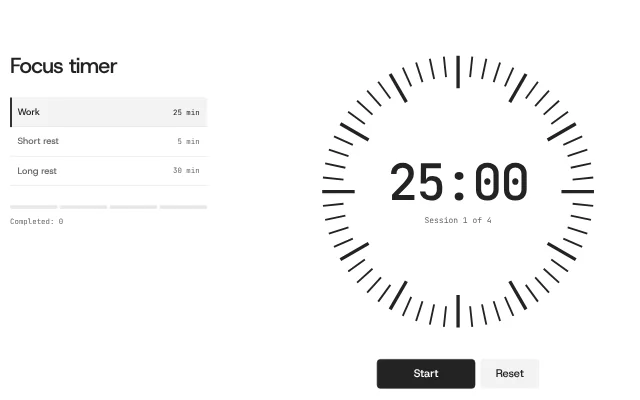 Focus timer
Work 25 min
Short rest 5 min
Long rest 30 min
Completed: 0
25:00
Session 1 of 4
Start Reset